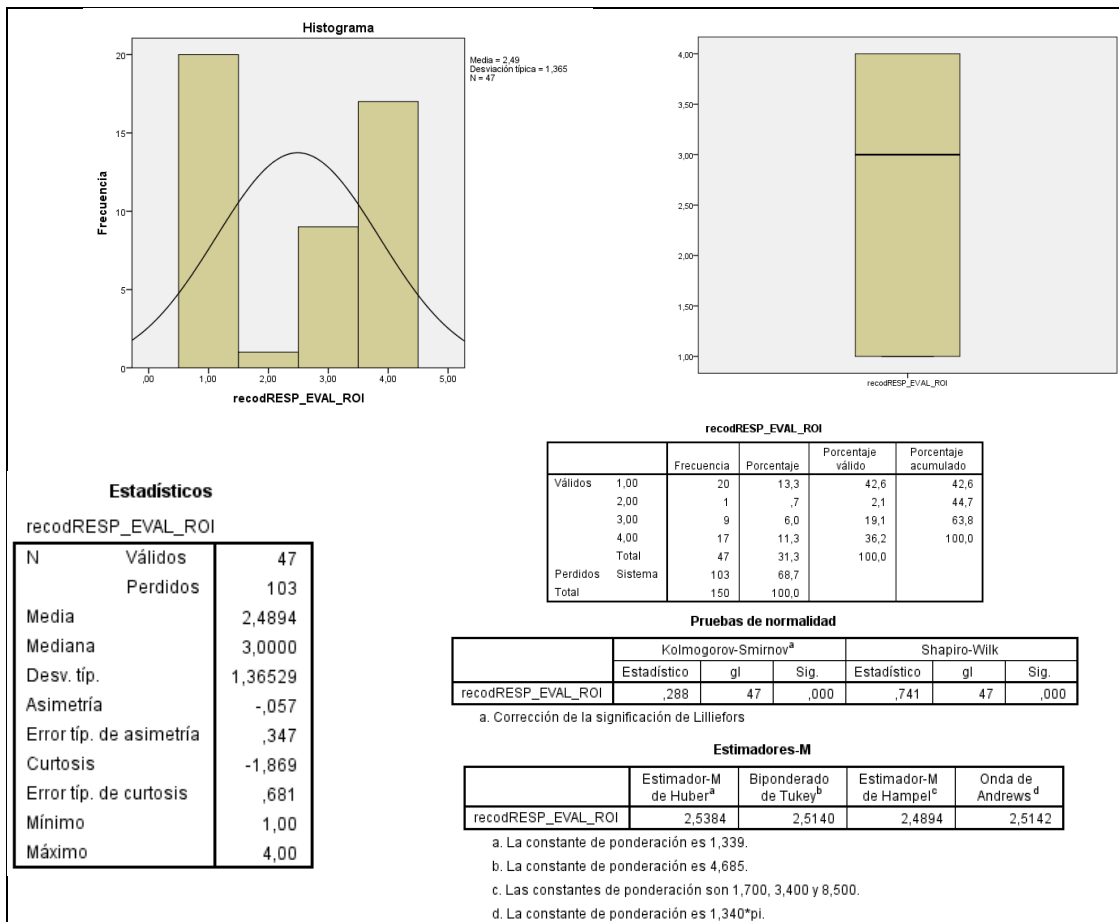 Histograma
Media = 2,49
Desviación típica = 1,365
N = 47
20
15
10
5
0
Frecuencia
,00 1,00 2,00 3,00 4,00 5,00
recodRESP_EVAL_ROI
4,00
3,50
3,00
2,50
2,00
1,50
1,00
recodRESP_EVAL_ROI
Estadísticos
recodRESP_EVAL_ROI
N Válidos 47
Perdidos 103
Media 2,4894
Mediana 3,0000
Desv. típ. 1,36529
Asimetría -,057
Error típ. de asimetría ,347
Curtosis -1,869
Error típ. de curtosis ,681
Mínimo 1,00
Máximo 4,00
recodRESP_EVAL_ROI
Frecuencia Porcentaje Porcentaje válido Porcentaje acumulado
Válidos 1,00 20 13,3 42,6 42,6
2,00 1 ,7 2,1 44,7
3,00 9 6,0 19,1 63,8
4,00 17 11,3 36,2 100,0
Total 47 31,3 100,0
Perdidos Sistema 103 68,7
Total 150 100,0
Pruebas de normalidad
Kolmogorov-Smirnov a Shapiro-Wilk
Estadístico gl Sig. Estadístico gl Sig.
recodRESP_EVAL_ROI ,288 47 ,000 ,741 47 ,000
a. Corrección de la significación de Lilliefors
Estimadores-M
Estimador-M de Huber a Biponderado de Tukey b Estimador-M de Hampel c Onda de Andrews d
recodRESP_EVAL_ROI 2,5384 2,5140 2,4894 2,5142
a. La constante de ponderación es 1,339.
b. La constante de ponderación es 4,685.
c. Las constantes de ponderación son 1,700, 3,400 y 8,500.
d. La constante de ponderación es 1,340*pi.